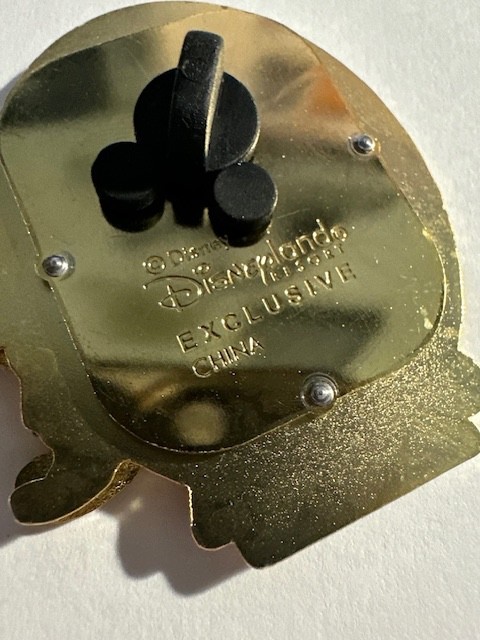 © Disney
Disneyland®
RESORT
EXCLUSIVE
CHINA